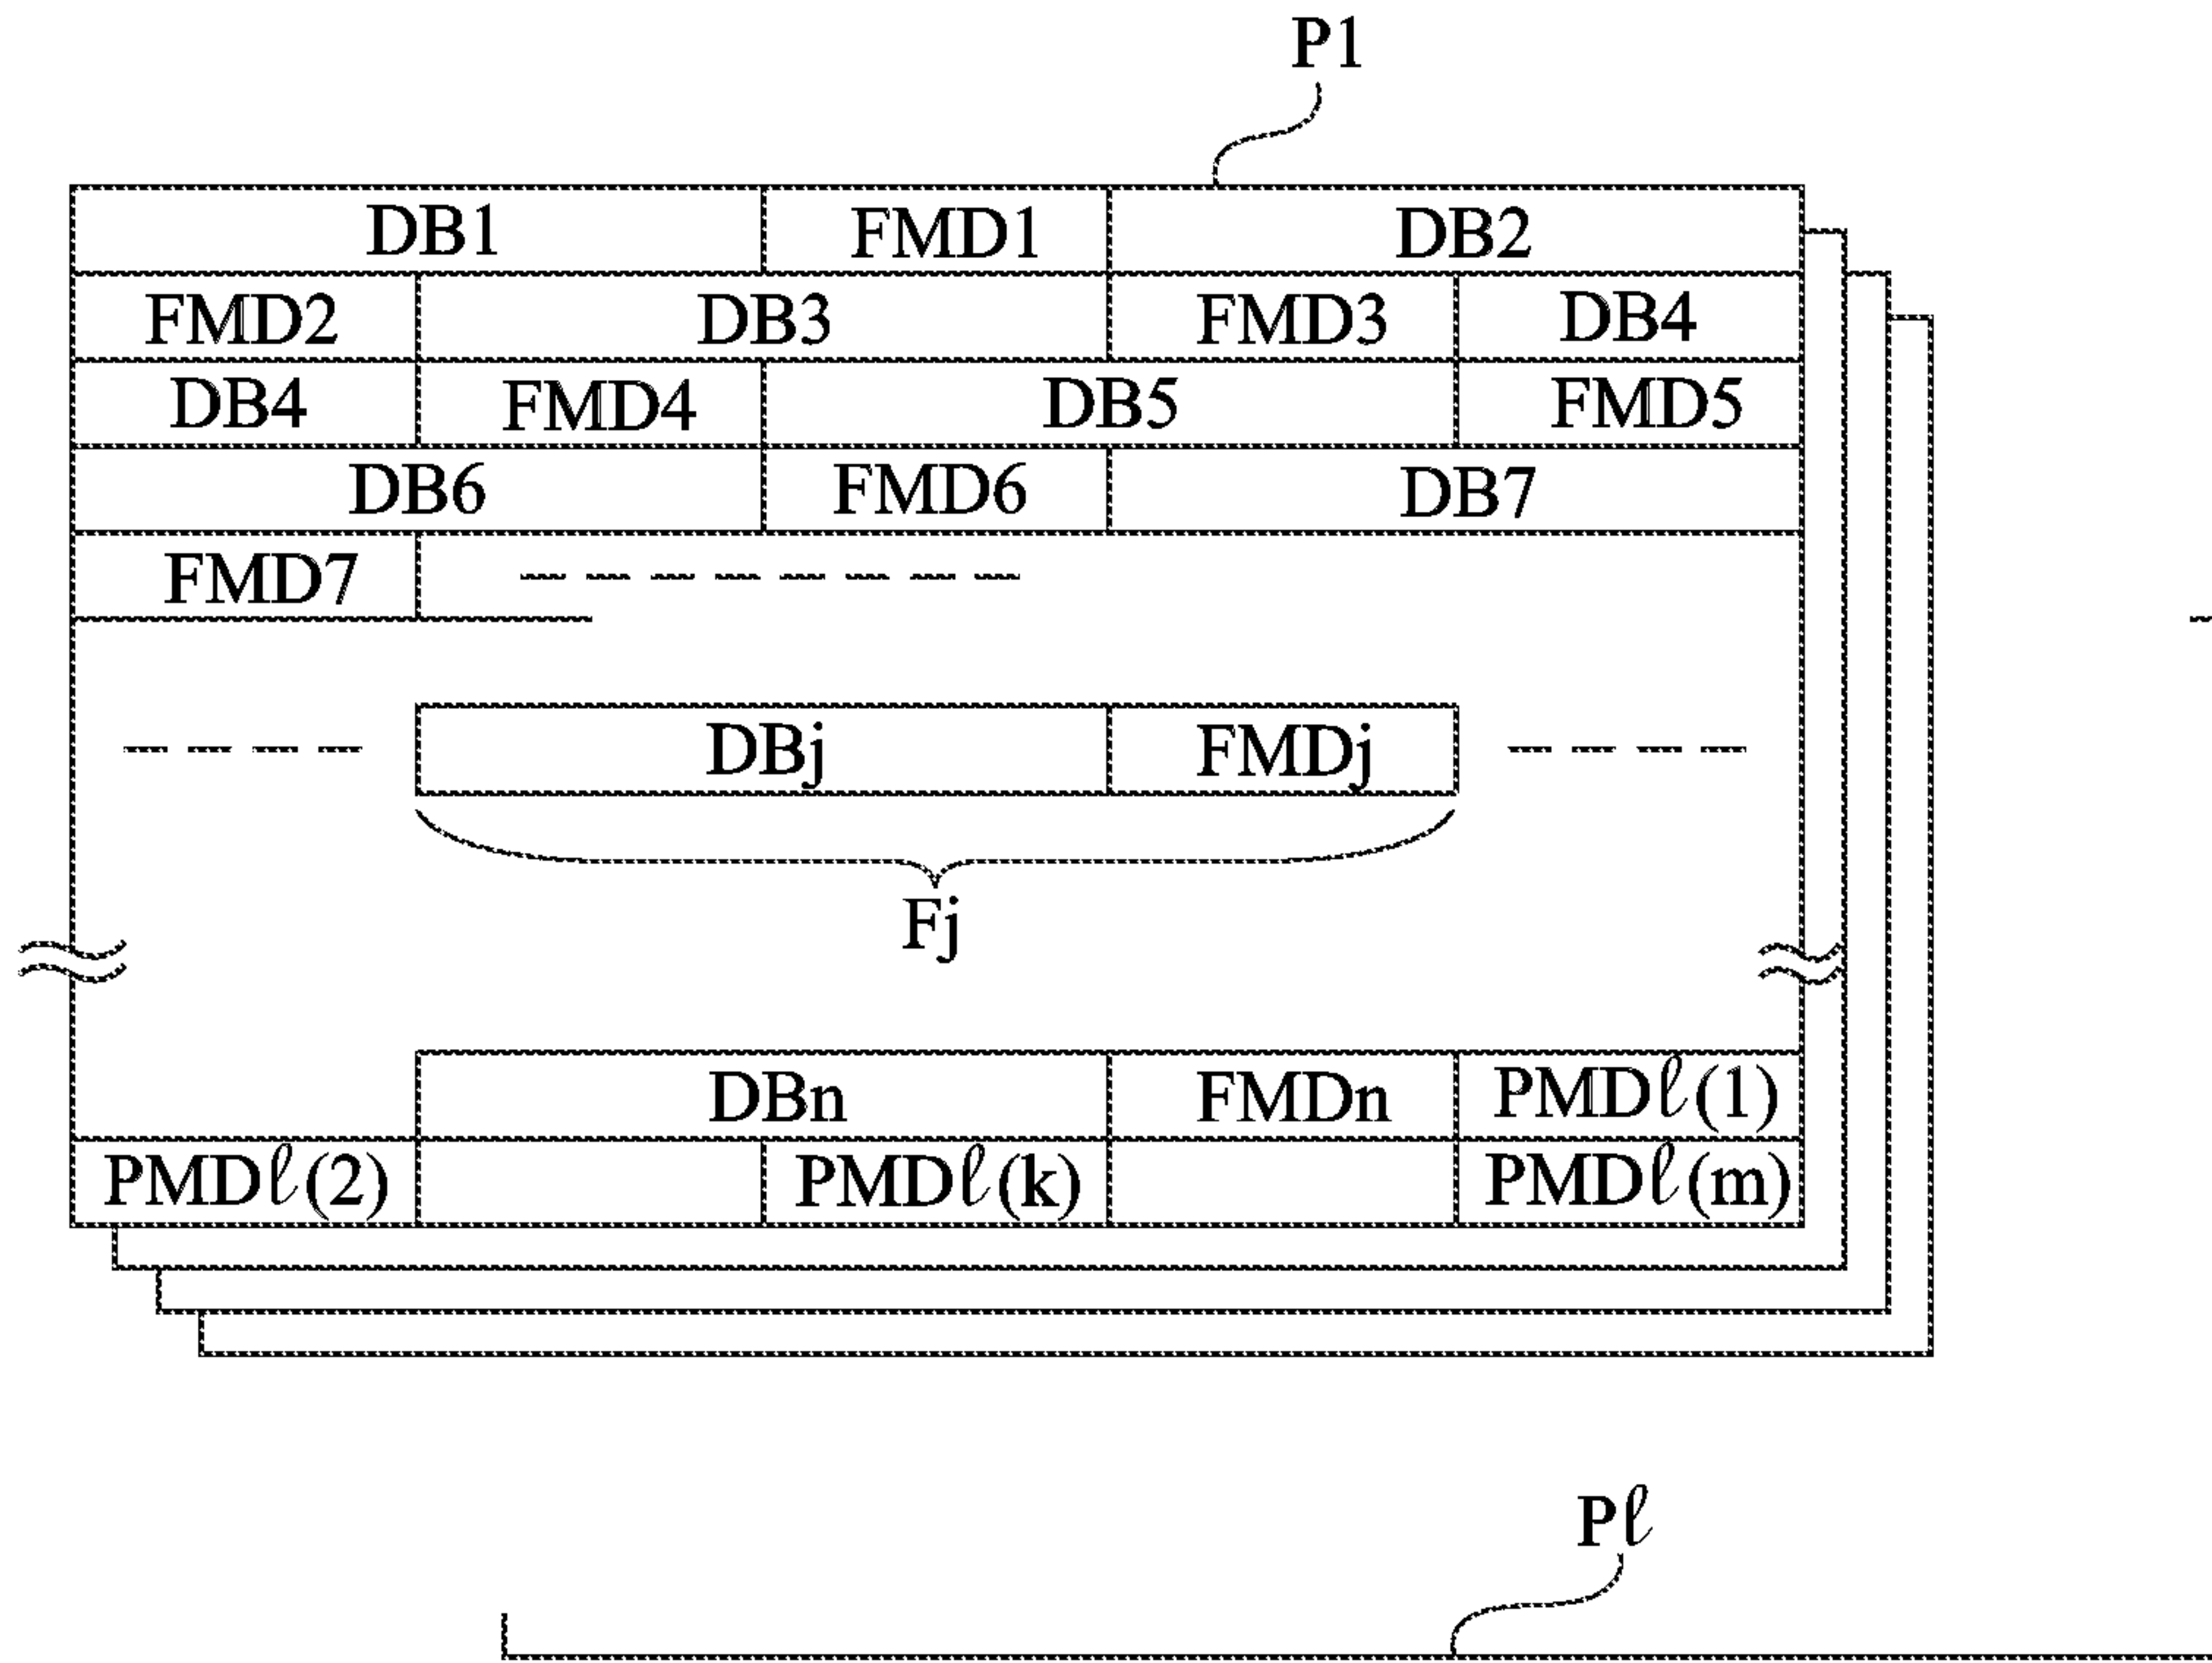 P1
DB1 FMD1 DB2
FMD2 DB3 FMD3 DB4
DB4 FMD4 DB5 FMD5
DB6 FMD6 DB7
FMD7
DBj FMDj
Fj
DBn FMDn PMDℓ(1)
PMDℓ(2) PMDℓ(k) PMDℓ(m)
Pℓ